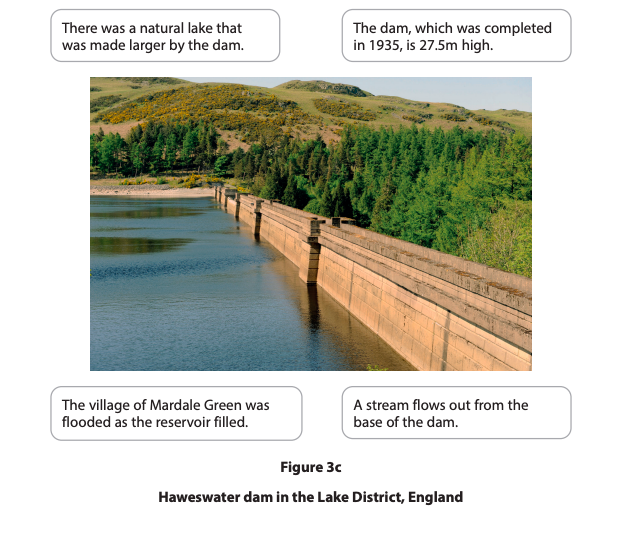 There was a natural lake that
was made larger by the dam.
The dam, which was completed
in 1935, is 27.5m high.
The village of Mardale Green was
flooded as the reservoir filled.
A stream flows out from the
base of the dam.
Figure 3c
Haweswater dam in the Lake District, England